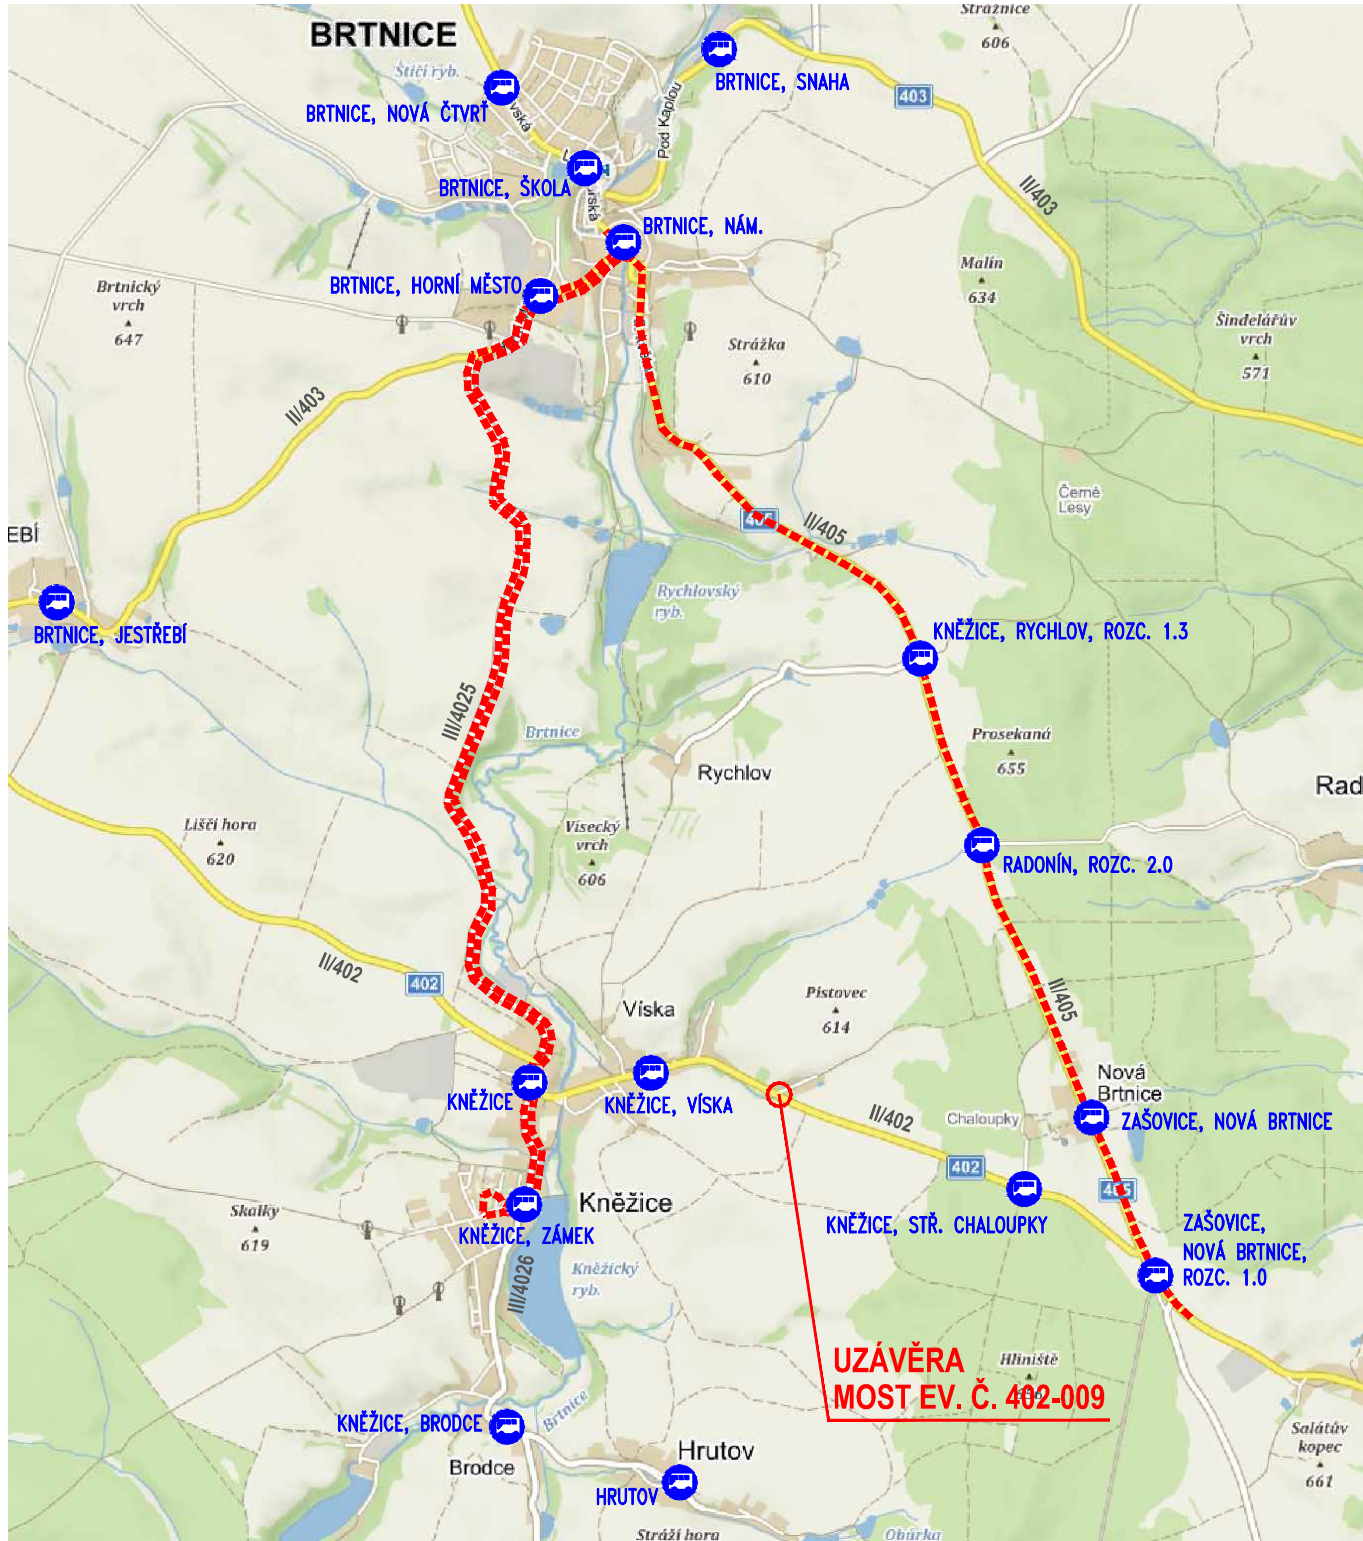 BRTNICE
Strážnice
606
Štičí ryb.
BRTNICE, SNAHA
BRTNICE, NOVÁ ČTVRŤ
403
Pod Kaplou
BRTNICE, ŠKOLA
II/403
BRTNICE, NÁM.
Malín
634
BRTNICE, HORNÍ MĚSTO
Brtnický
vrch
647
Šindelářův
vrch
571
Strážka
610
II/403
Černé
Lesy
405
II/405
EBÍ
Rychlovský
ryb.
BRTNICE, JESTŘEBÍ
KNĚŽICE, RYCHLOV, ROZC. 1.3
III/4025
Brtnice
Prosekaná
655
Rychlov
Rad
Liščí hora
620
Vísecký
vrch
606
RADONÍN, ROZC. 2.0
II/402
402
Pistovec
614
II/405
Víska
Nová
Brtnice
KNĚŽICE
KNĚŽICE, VÍSKA
II/402
Chaloupky
ZAŠOVICE, NOVÁ BRTNICE
402
405
Kněžice
Skalky
619
KNĚŽICE, ZÁMEK
KNĚŽICE, STŘ. CHALOUPKY
ZAŠOVICE,
NOVÁ BRTNICE,
ROZC. 1.0
Kněžický
ryb.
III/4026
UZÁVĚRA
MOST EV. Č. 402-009
Hliniště
KNĚŽICE, BRODCE
Brtnice
Salátův
kopec
661
Brodce
Hrutov
HRUTOV
Stráží hora
Obůrka